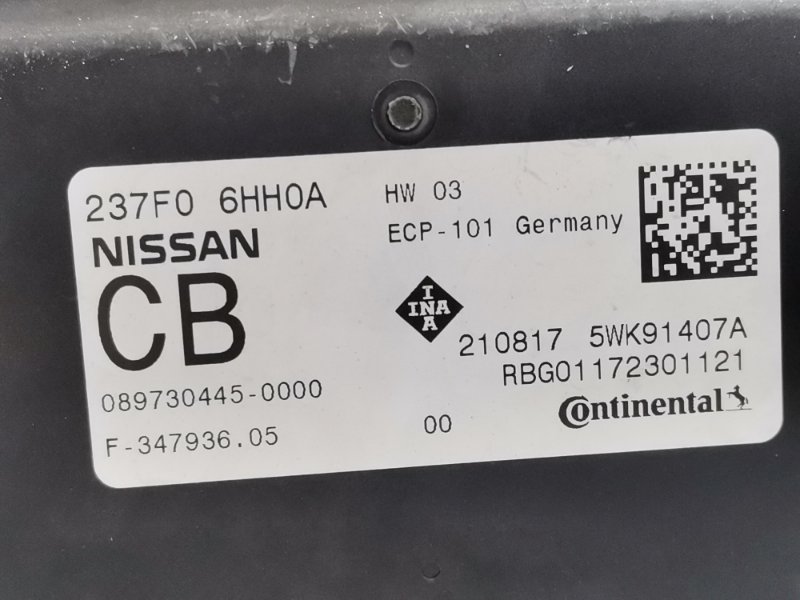 237F0 6HH0A
HW 03
NISSAN
ECP-101 Germany
CB
INA
INA
210817 5WK91407A
RBG01172301121
089730445-0000
Continental
F-347936.05
00